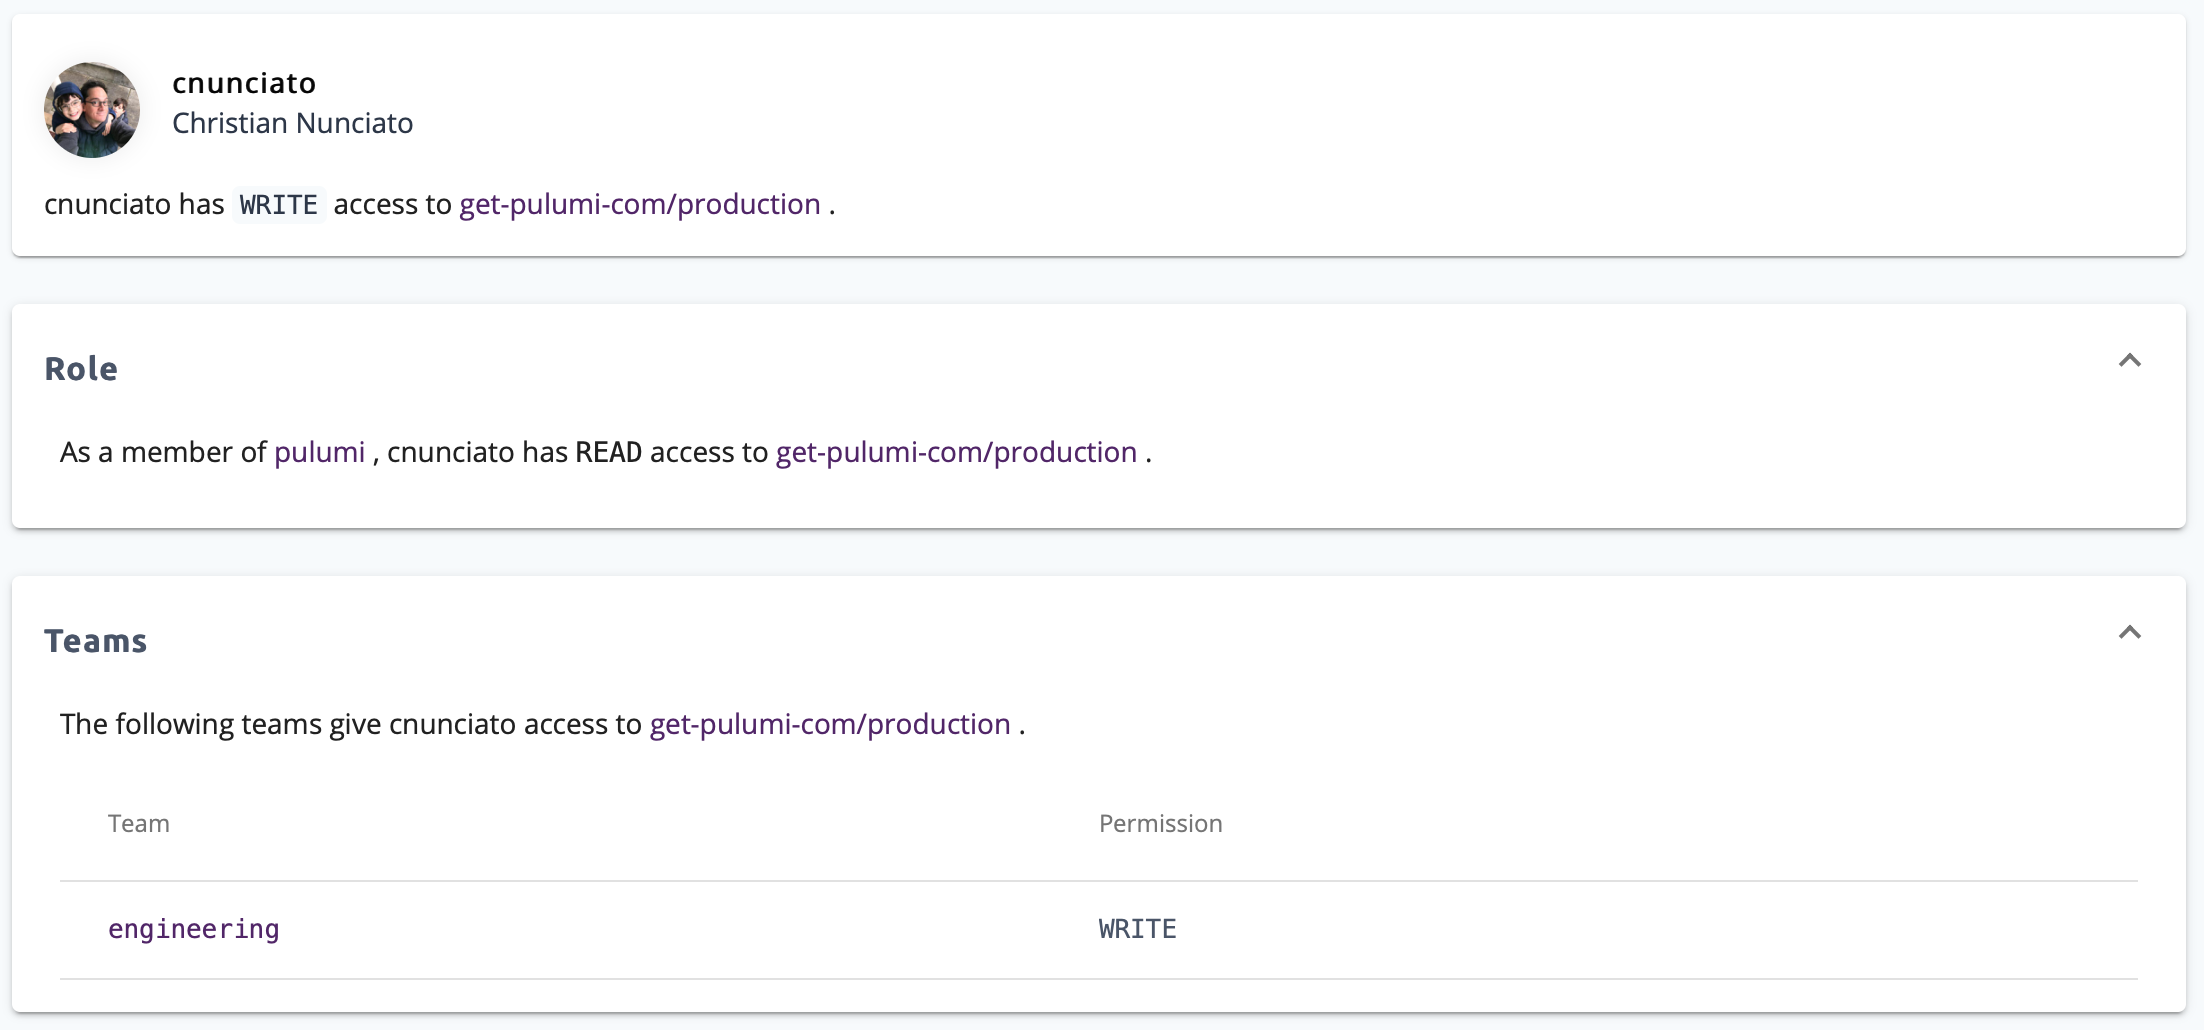 cnunciato
Christian Nunciato
cnunciato has WRITE access to get-pulumi-com/production .
Role
As a member of pulumi , cnunciato has READ access to get-pulumi-com/production .
Teams
The following teams give cnunciato access to get-pulumi-com/production .
Team Permission
engineering WRITE